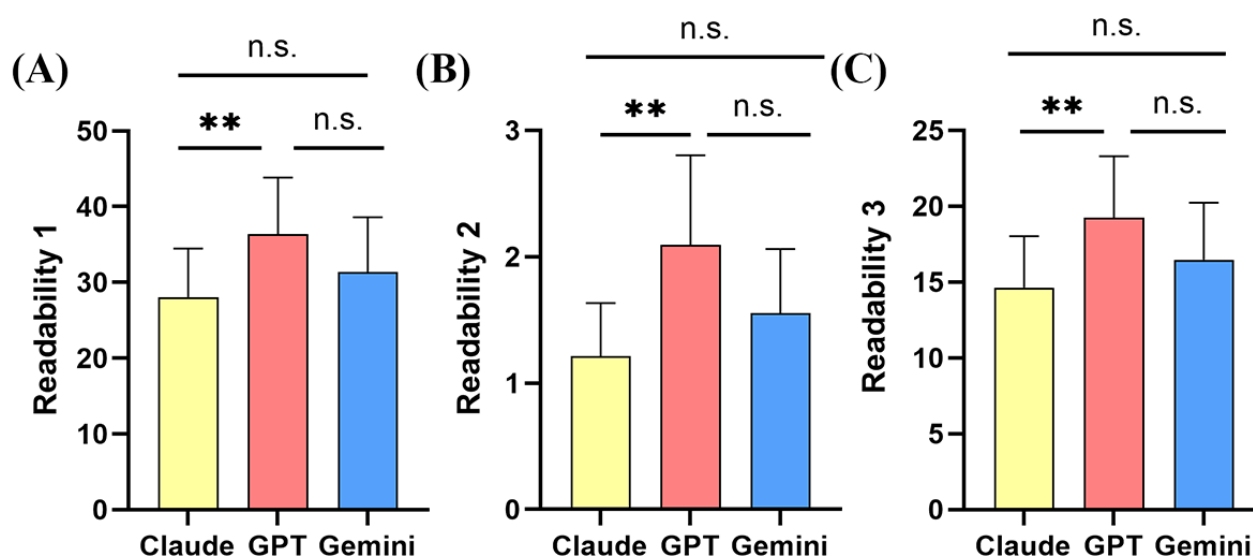 (A)
n.s.
** n.s.
Readability 1
50
40
30
20
10
0
Claude GPT Gemini
(B)
n.s.
** n.s.
Readability 2
3
2
1
0
Claude GPT Gemini
(C)
n.s.
** n.s.
Readability 3
25
20
15
10
5
0
Claude GPT Gemini